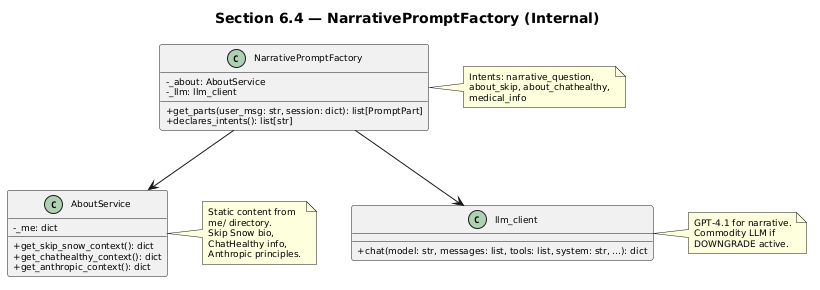 Section 6.4 — NarrativePromptFactory (Internal)
C NarrativePromptFactory
-_about: AboutService
-_llm: llm_client
+get_parts(user_msg: str, session: dict): list[PromptPart]
+declares_intents(): list[str]
Intents: narrative_question,
about_skip, about_chathealthy,
medical_info
C AboutService
-_me: dict
+get_skip_snow_context(): dict
+get_chathealthy_context(): dict
+get_anthropic_context(): dict
Static content from
me/ directory.
Skip Snow bio,
ChatHealthy info,
Anthropic principles.
C llm_client
+chat(model: str, messages: list, tools: list, system: str, ...): dict
GPT-4.1 for narrative.
Commodity LLM if
DOWNGRADE active.